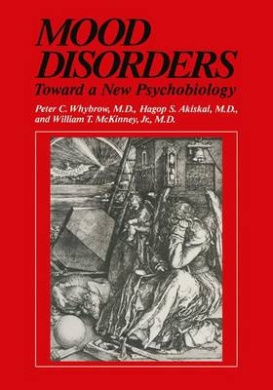 MOOD
DISORDERS
Toward a New Psychobiology
Peter C. Whybrow, M.D., Hagop S. Akiskal, M.D.,
and William T. McKinney, Jr., M.D.